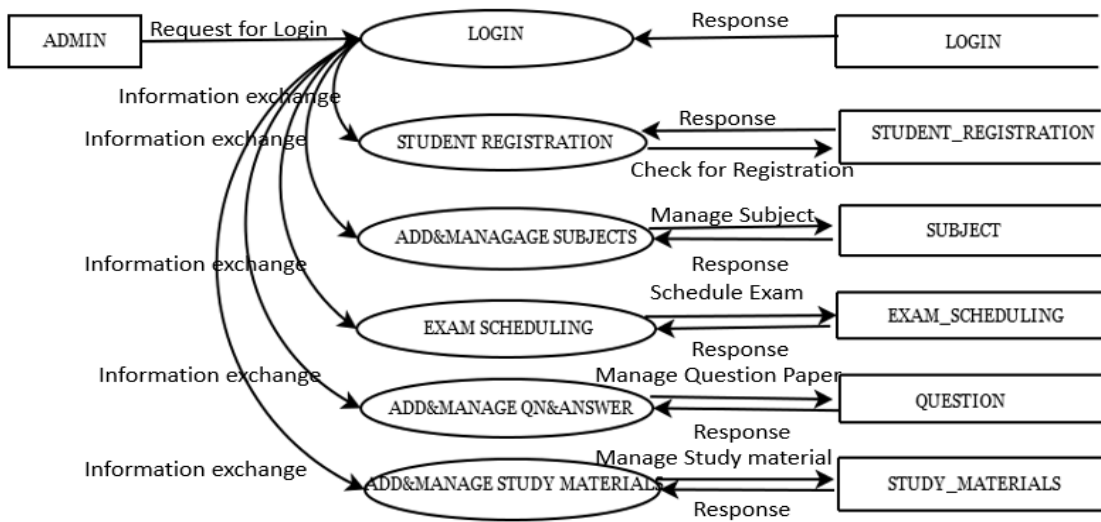 ADMIN
Request for Login
LOGIN
Response
LOGIN
Information exchange
Information exchange
STUDENT REGISTRATION
Response
STUDENT_REGISTRATION
Check for Registration
Manage Subject
ADD&MANAGAGE SUBJECTS
SUBJECT
Information exchange
Response
Schedule Exam
EXAM SCHEDULING
EXAM_SCHEDULING
Response
Information exchange
Manage Question Paper
ADD&MANAGE QN&ANSWER
QUESTION
Response
Information exchange
Manage Study material
ADD&MANAGE STUDY MATERIALS
STUDY_MATERIALS
Response